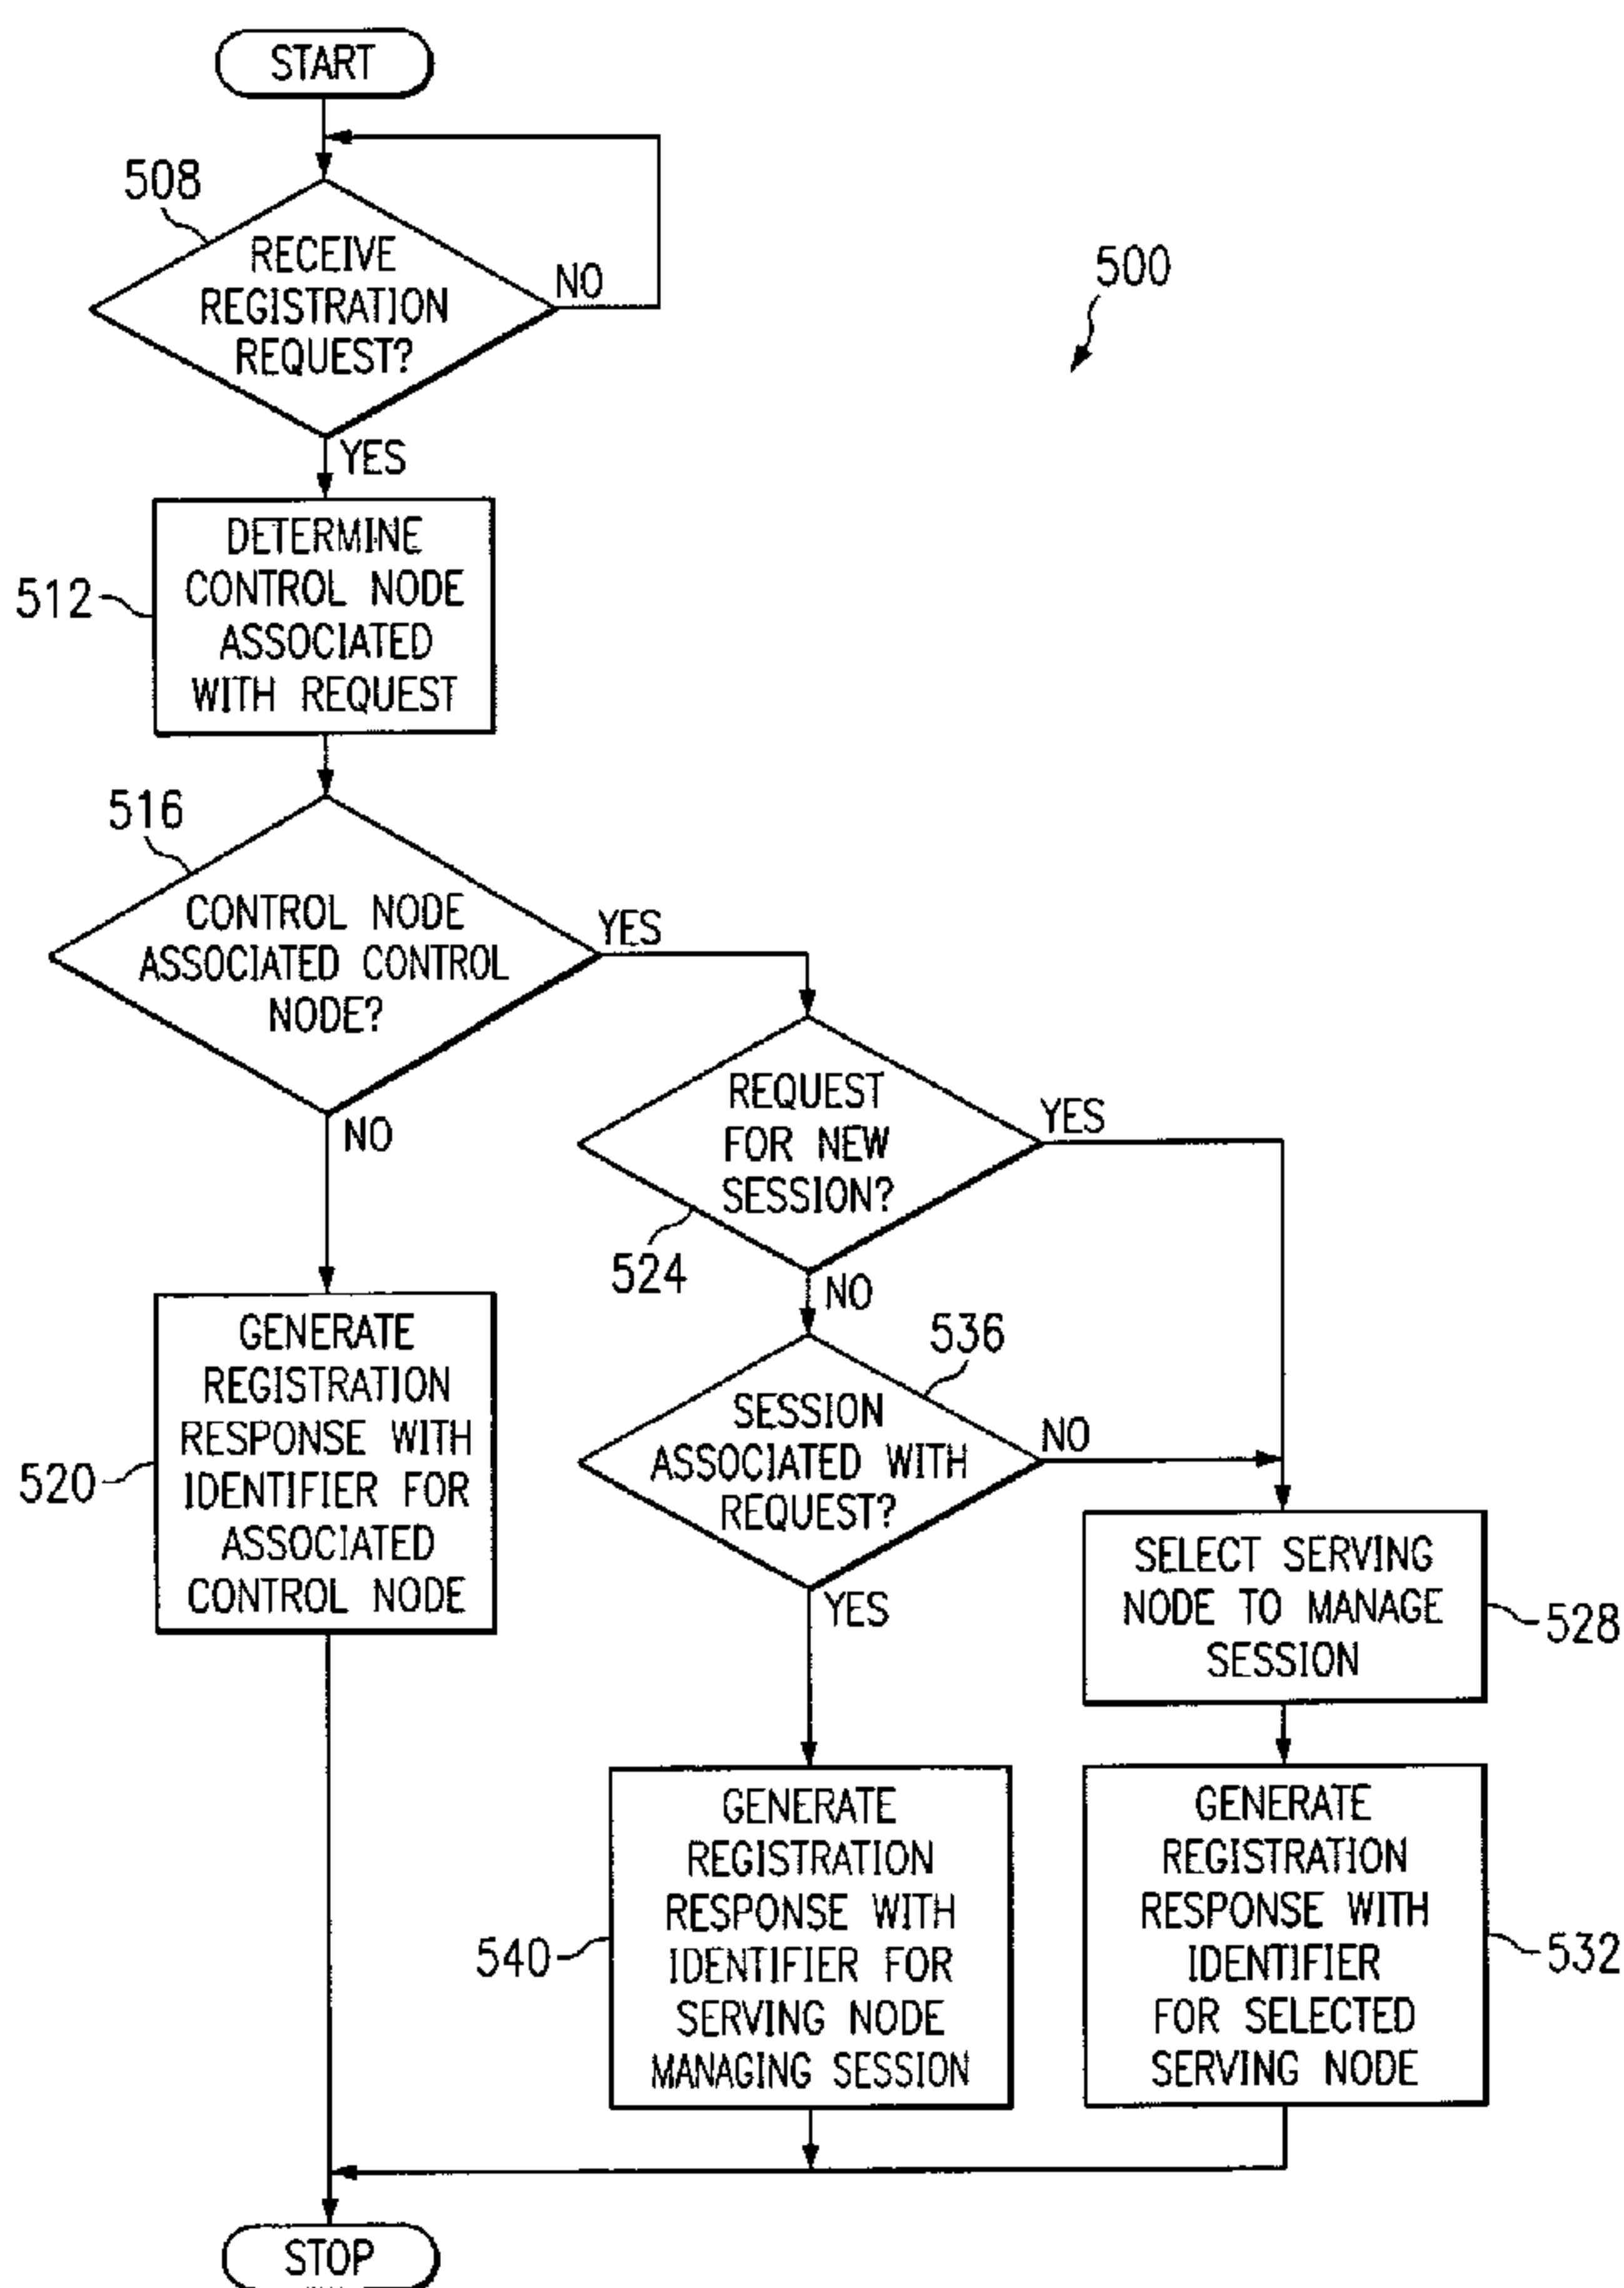 START
508
RECEIVE
REGISTRATION
REQUEST?
NO
500
YES
512
DETERMINE
CONTROL NODE
ASSOCIATED
WITH REQUEST
516
CONTROL NODE
ASSOCIATED CONTROL
NODE?
YES
NO
REQUEST
FOR NEW
SESSION?
YES
524
NO
520
GENERATE
REGISTRATION
RESPONSE WITH
IDENTIFIER FOR
ASSOCIATED
CONTROL NODE
536
SESSION
ASSOCIATED WITH
REQUEST?
NO
YES
SELECT SERVING
NODE TO MANAGE
SESSION
528
540
GENERATE
REGISTRATION
RESPONSE WITH
IDENTIFIER FOR
SERVING NODE
MANAGING SESSION
GENERATE
REGISTRATION
RESPONSE WITH
IDENTIFIER
FOR SELECTED
SERVING NODE
532
STOP